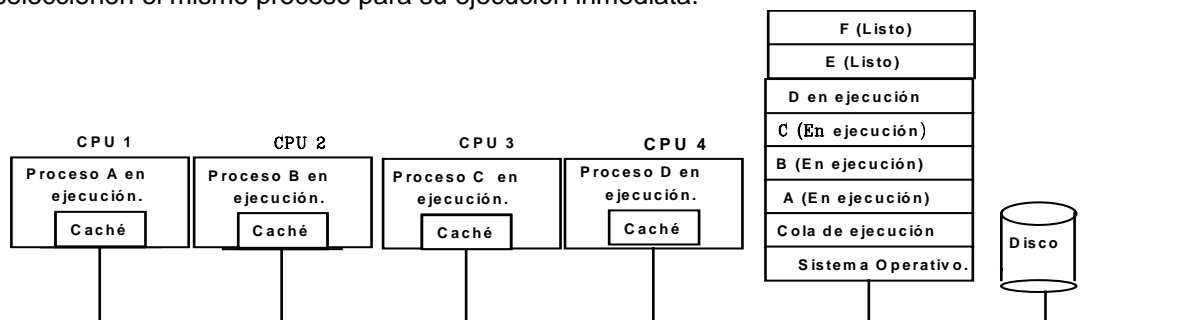 seleccionen el mismo proceso para su ejecución inmediata.
F (Listo)
E (Listo)
D en ejecución
C (En ejecución)
B (En ejecución)
A (En ejecución)
Cola de ejecución
Sistema Operativo.
CPU 1
CPU 2
CPU 3
CPU 4
Proceso A en
ejecución.
Caché
Proceso B en
ejecución.
Caché
Proceso C en
ejecución.
Caché
Proceso D en
ejecución.
Caché
Disco